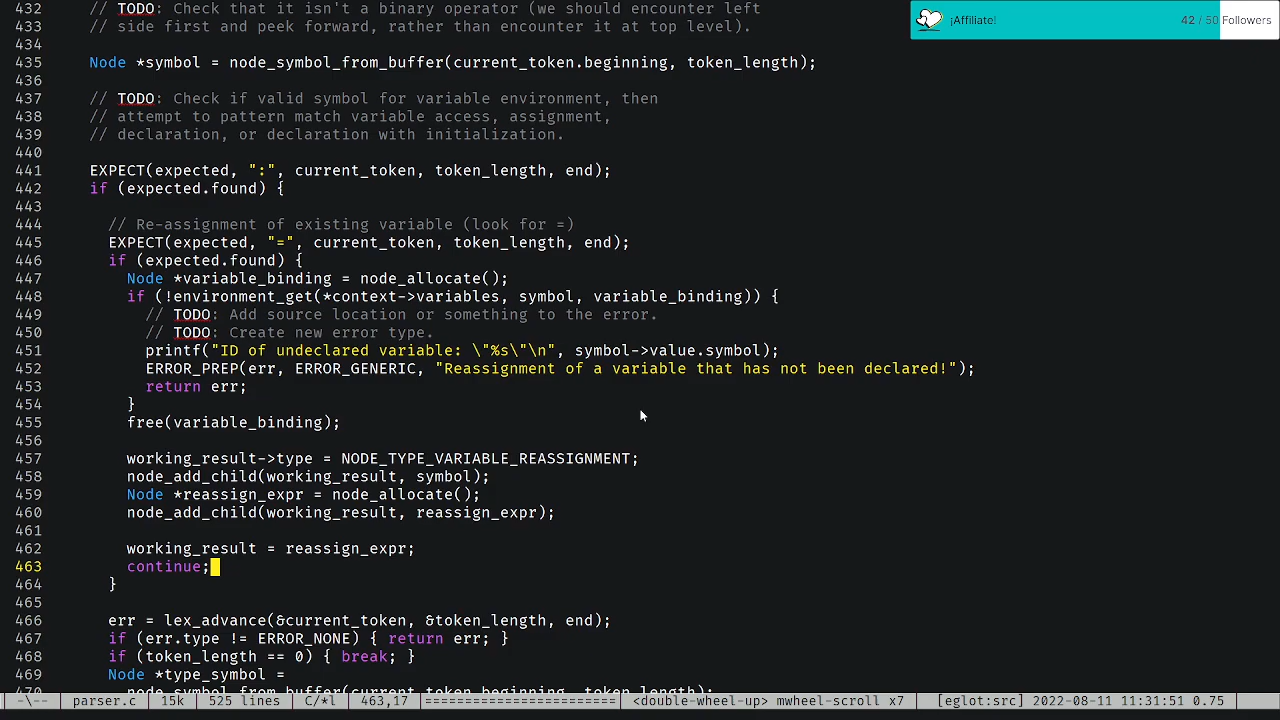 432     // TODO: Check that it isn't a binary operator (we should encounter left
433     // side first and peek forward, rather than encounter it at top level).
434
435     Node *symbol = node_symbol_from_buffer(current_token.beginning, token_length);
436
437     // TODO: Check if valid symbol for variable environment, then
438     // attempt to pattern match variable access, assignment,
439     // declaration, or declaration with initialization.
440
441     EXPECT(expected, ":", current_token, token_length, end);
442     if (expected.found) {
443
444       // Re-assignment of existing variable (look for =)
445       EXPECT(expected, "=", current_token, token_length, end);
446       if (expected.found) {
447         Node *variable_binding = node_allocate();
448         if (!environment_get(*context->variables, symbol, variable_binding)) {
449           // TODO: Add source location or something to the error.
450           // TODO: Create new error type.
451           printf("ID of undeclared variable: \"%s\"\n", symbol->value.symbol);
452           ERROR_PREP(err, ERROR_GENERIC, "Reassignment of a variable that has not been declared!");
453           return err;
454         }
455         free(variable_binding);
456
457         working_result->type = NODE_TYPE_VARIABLE_REASSIGNMENT;
458         node_add_child(working_result, symbol);
459         Node *reassign_expr = node_allocate();
460         node_add_child(working_result, reassign_expr);
461
462         working_result = reassign_expr;
463         continue;
464       }
465
466       err = lex_advance(&current_token, &token_length, end);
467       if (err.type != ERROR_NONE) { return err; }
468       if (token_length == 0) { break; }
469       Node *type_symbol =
470         node_symbol_from_buffer(current_token.beginning, token_length);
¡Affiliate! 42 / 50 Followers
-\-- parser.c 15k 525 lines C/*l 463,17 ===================== <double-wheel-up> mwheel-scroll x7 [eglot:src] 2022-08-11 11:31:51 0.75